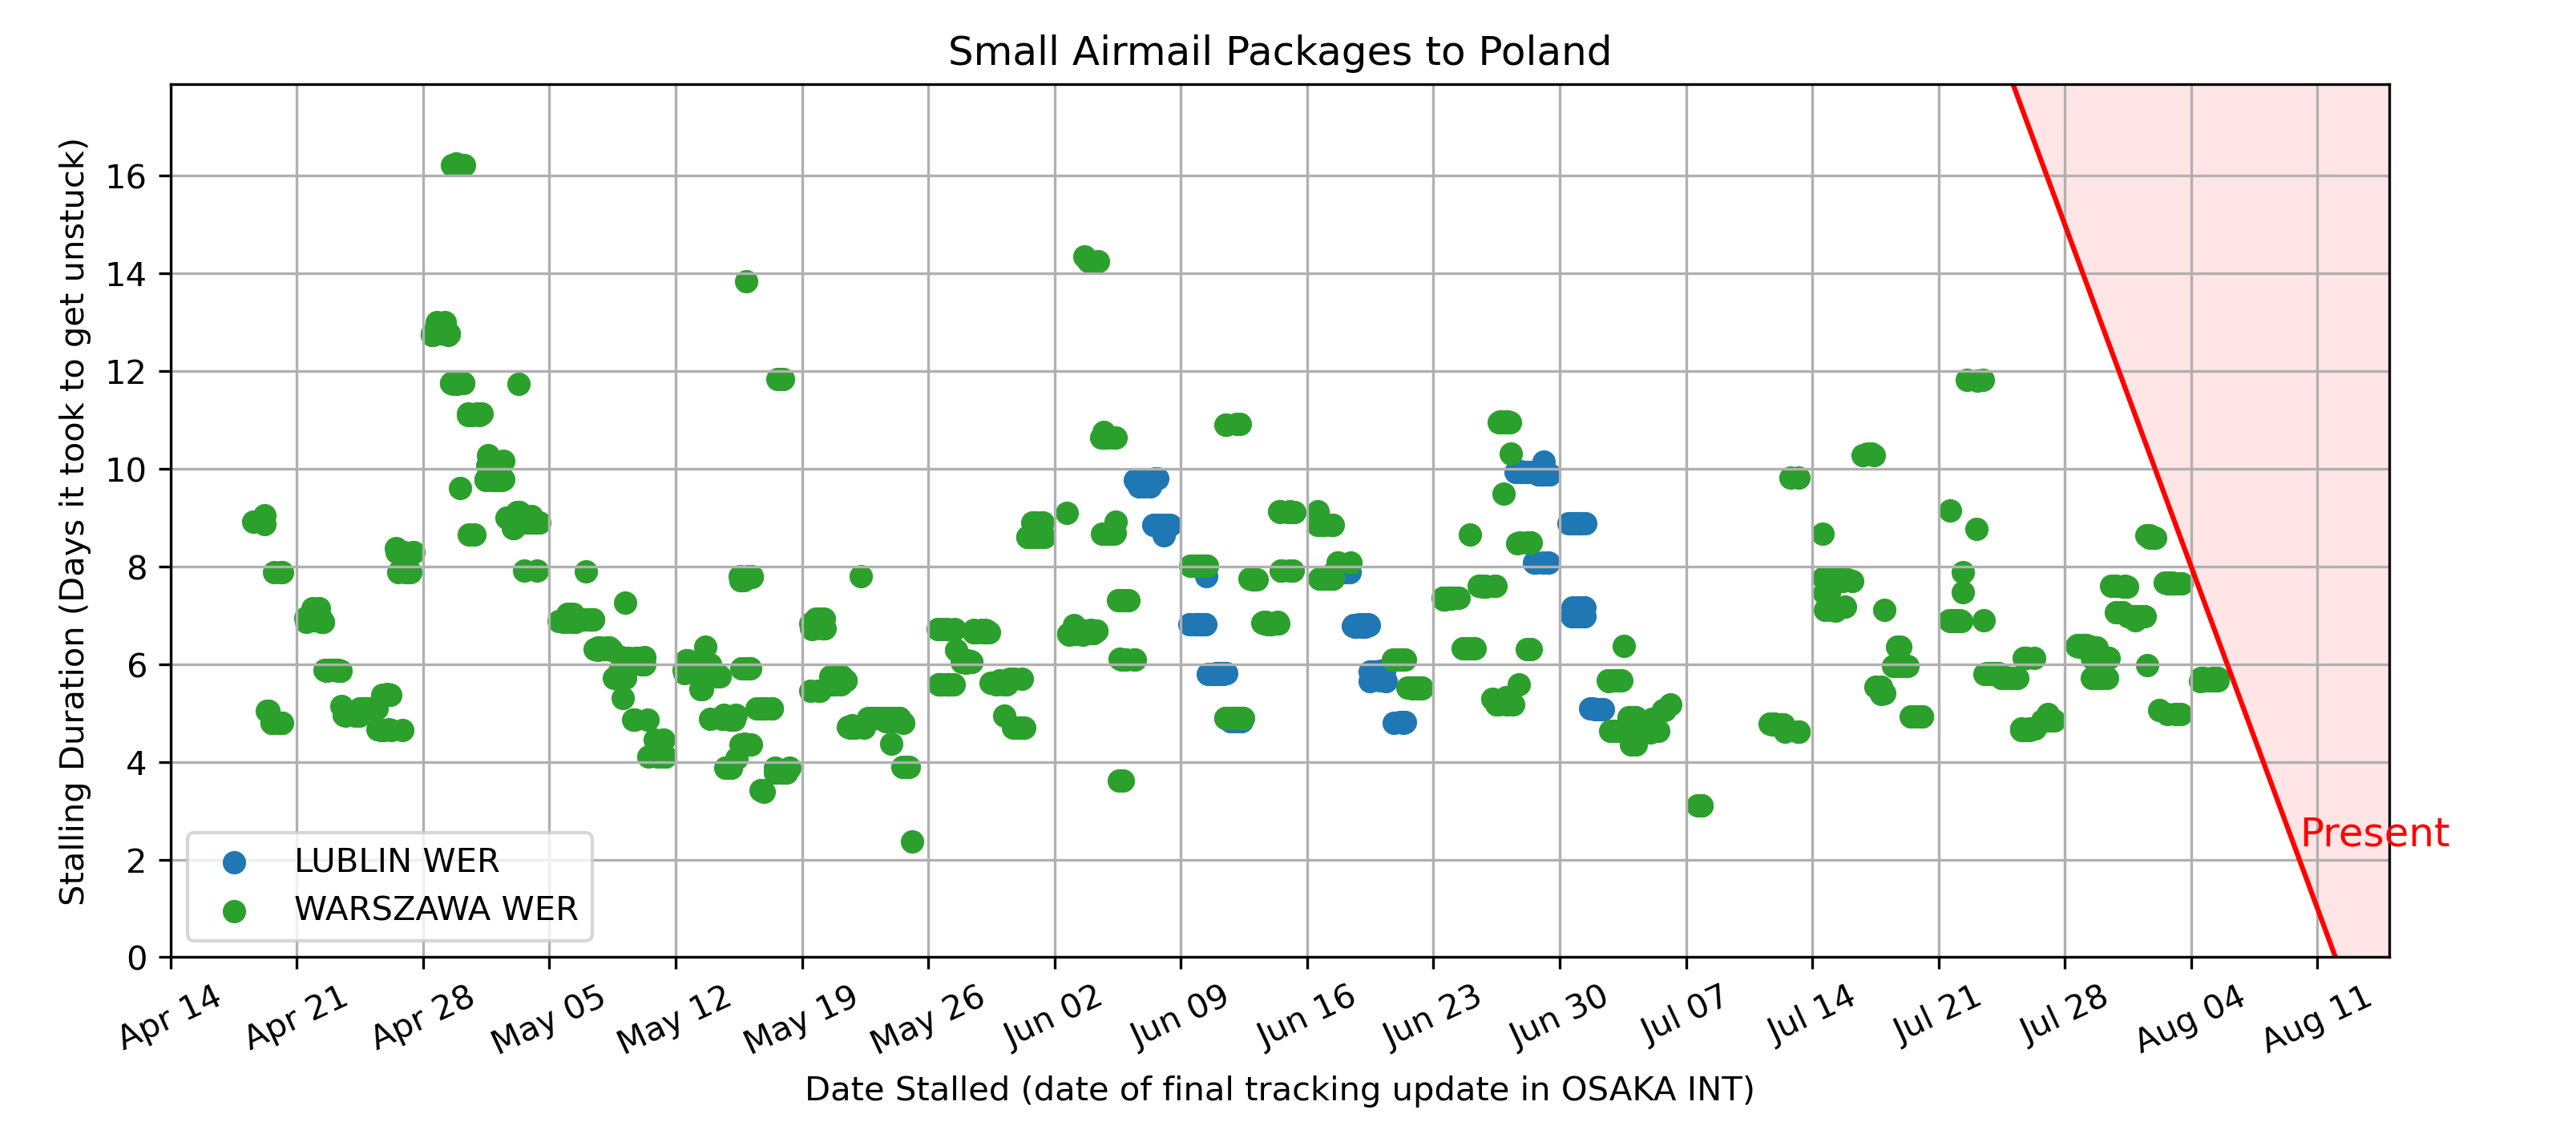 Small Airmail Packages to Poland
Stalling Duration (Days it took to get unstuck)
16
14
12
10
8
6
4
2
0
LUBLIN WER
WARSZAWA WER
Present
Apr 14
Apr 21
Apr 28
May 05
May 12
May 19
May 26
Jun 02
Jun 09
Jun 16
Jun 23
Jun 30
Jul 07
Jul 14
Jul 21
Jul 28
Aug 04
Aug 11
Date Stalled (date of final tracking update in OSAKA INT)